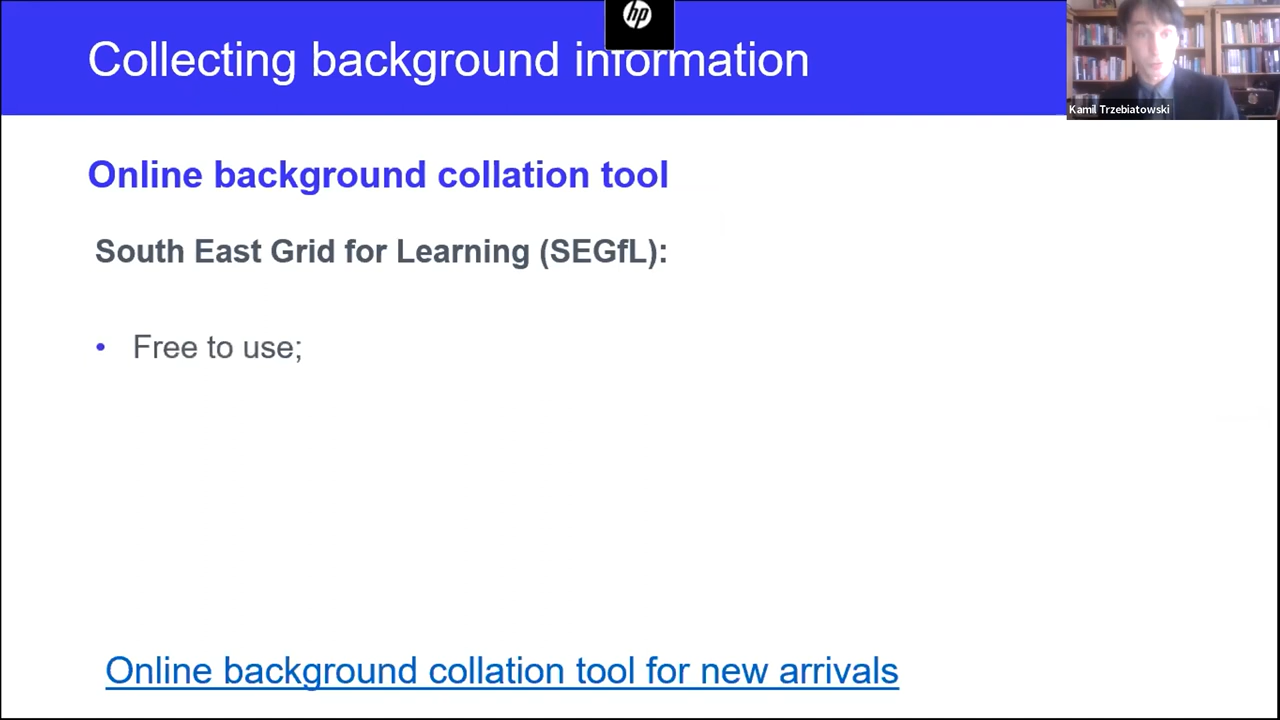 hp
Collecting background information
Kamil Trzebiatowski
Online background collation tool
South East Grid for Learning (SEGfL):
• Free to use;
Online background collation tool for new arrivals